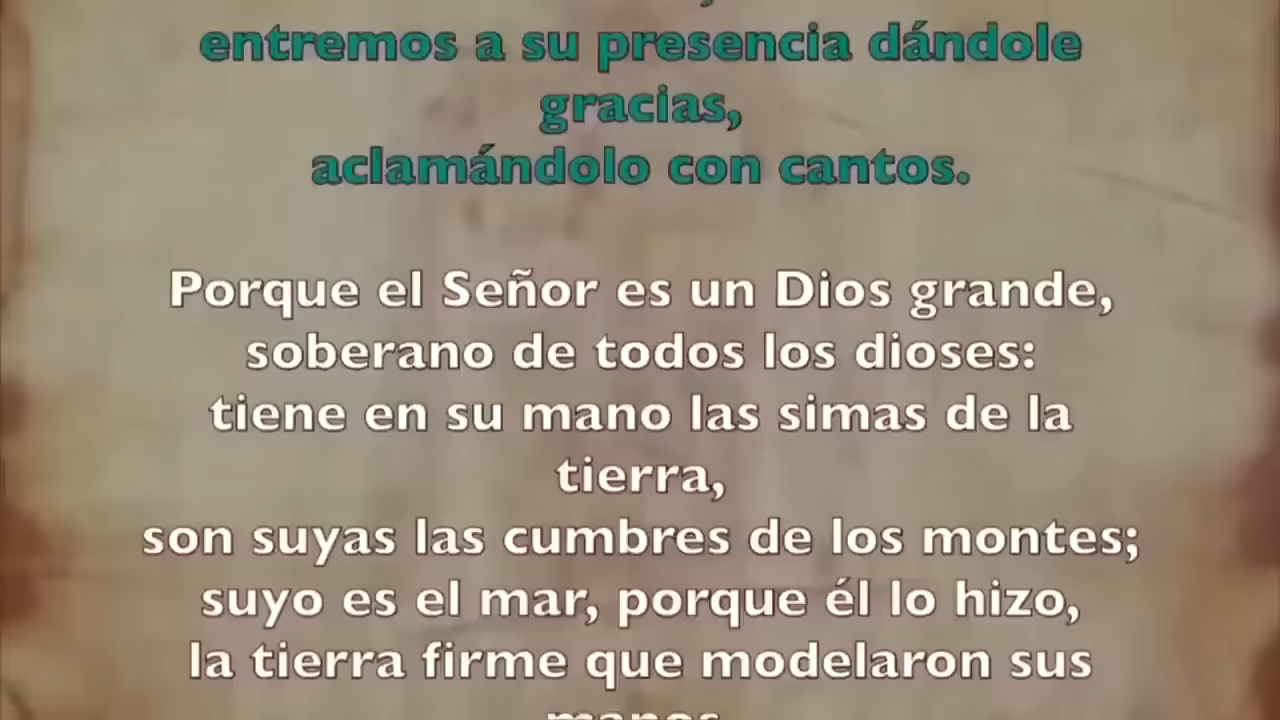 entremos a su presencia dándole
gracias,
aclamándolo con cantos.
Porque el Señor es un Dios grande,
soberano de todos los dioses:
tiene en su mano las simas de la
tierra,
son suyas las cumbres de los montes;
suyo es el mar, porque él lo hizo,
la tierra firme que modelaron sus